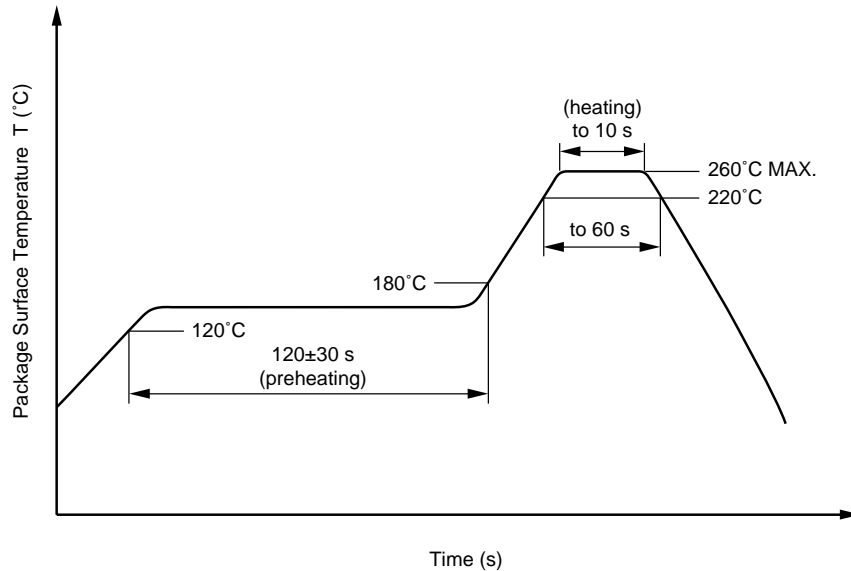 Package Surface Temperature T (˚C)
(heating)
to 10 s
260˚C MAX.
220˚C
to 60 s
180˚C
120˚C
120±30 s
(preheating)
Time (s)